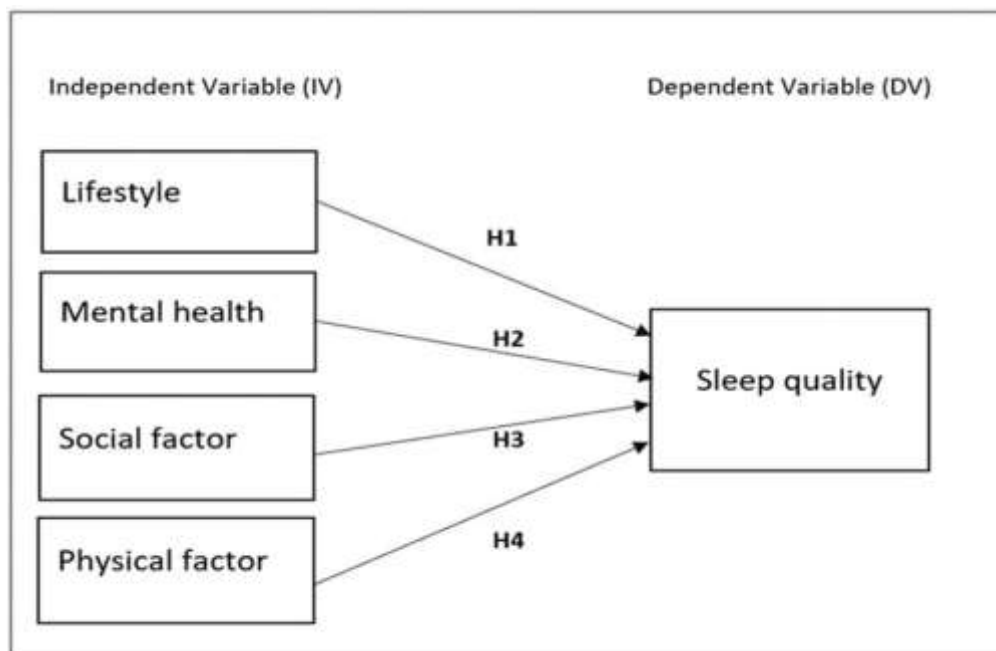 Independent Variable (IV)
Dependent Variable (DV)
Lifestyle
H1
Mental health
H2
Sleep quality
Social factor
H3
Physical factor
H4